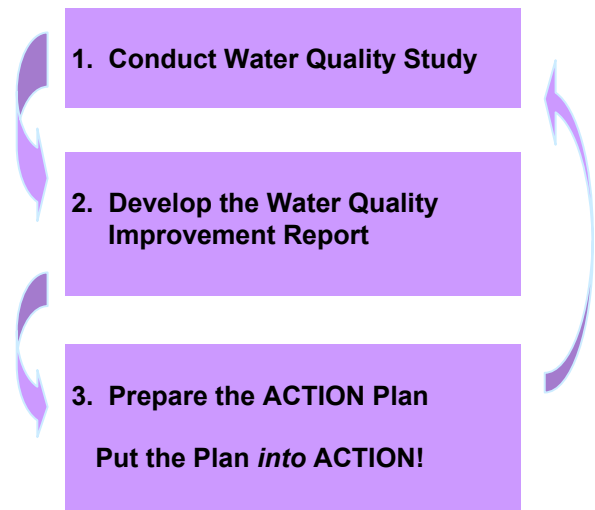 1. Conduct Water Quality Study
2. Develop the Water Quality
Improvement Report
3. Prepare the ACTION Plan
Put the Plan into ACTION!